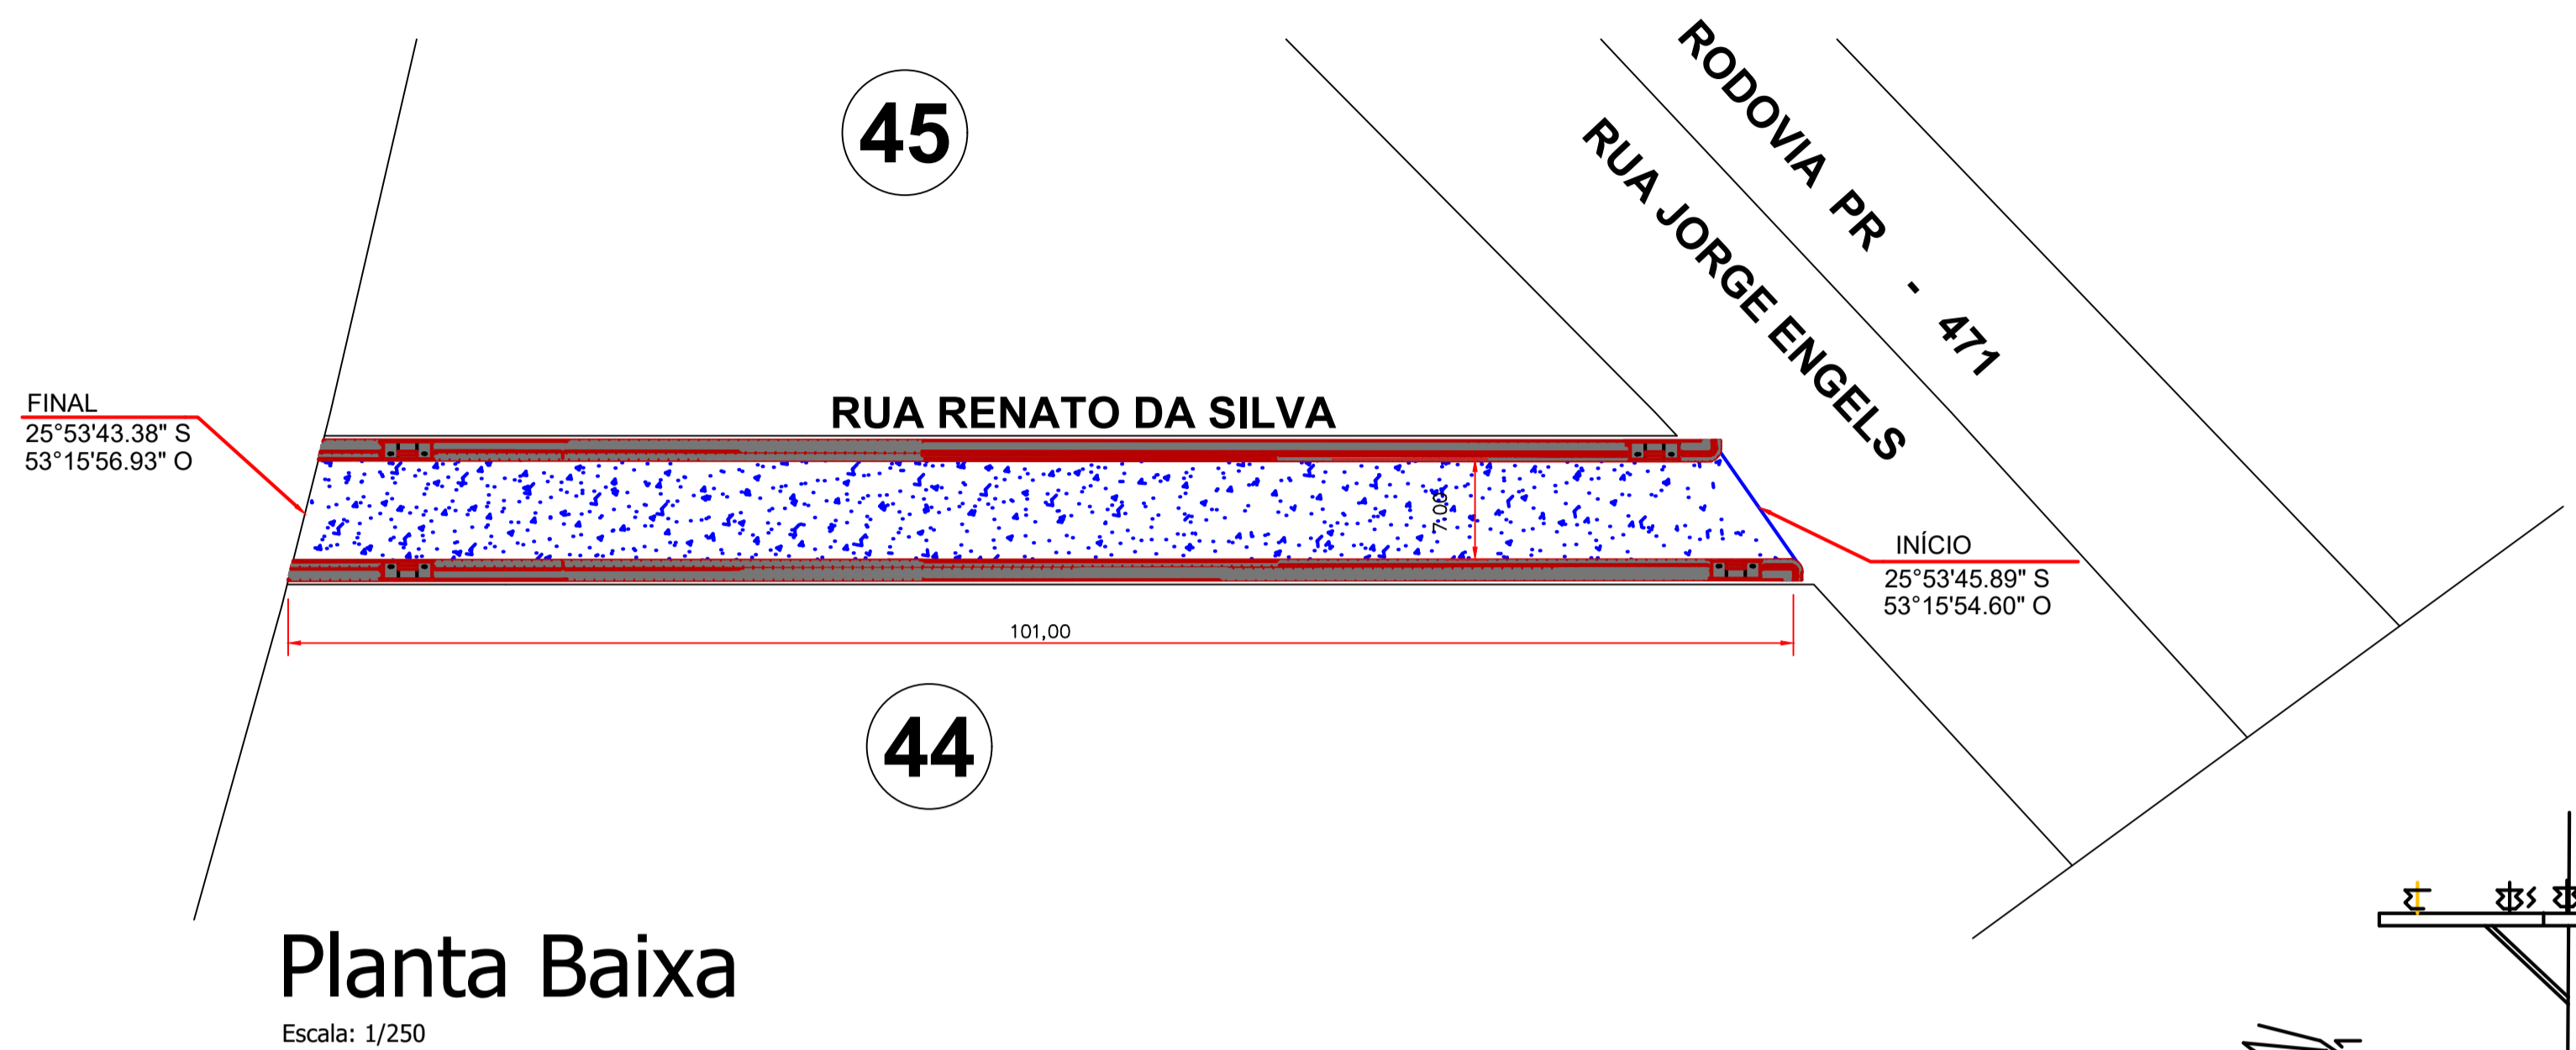 45
RODOVIA PR - 471
RUA JORGE ENGELS
RUA RENATO DA SILVA
FINAL
25°53'43.38" S
53°15'56.93" O
7,00
INÍCIO
25°53'45.89" S
53°15'54.60" O
101,00
44
Planta Baixa
Escala: 1/250